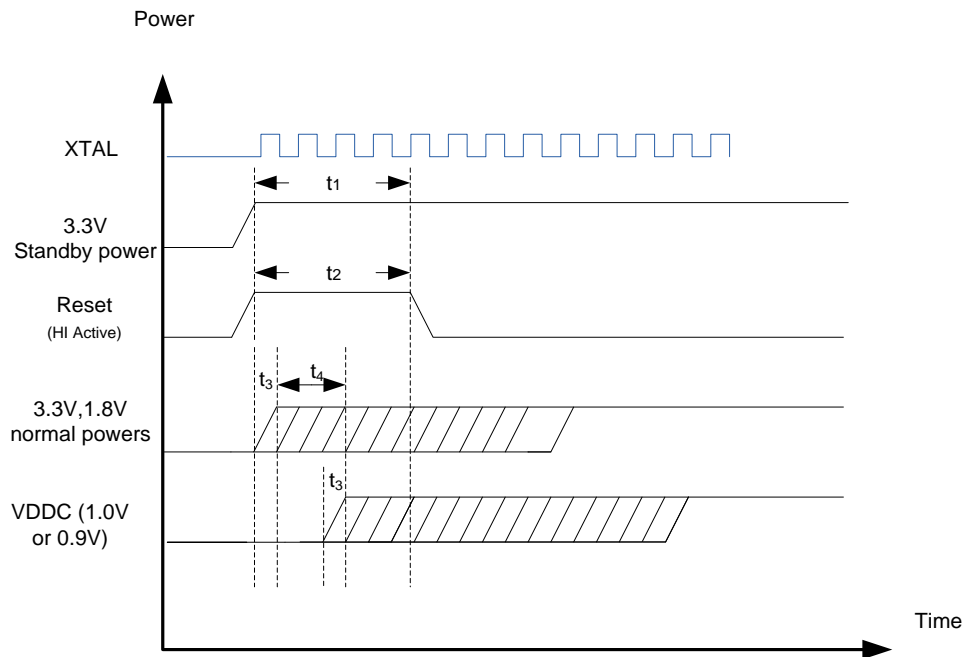 Power
XTAL
t1
3.3V
Standby power
t2
Reset
(HI Active)
t3
t4
3.3V,1.8V
normal powers
t3
VDDC (1.0V
or 0.9V)
Time